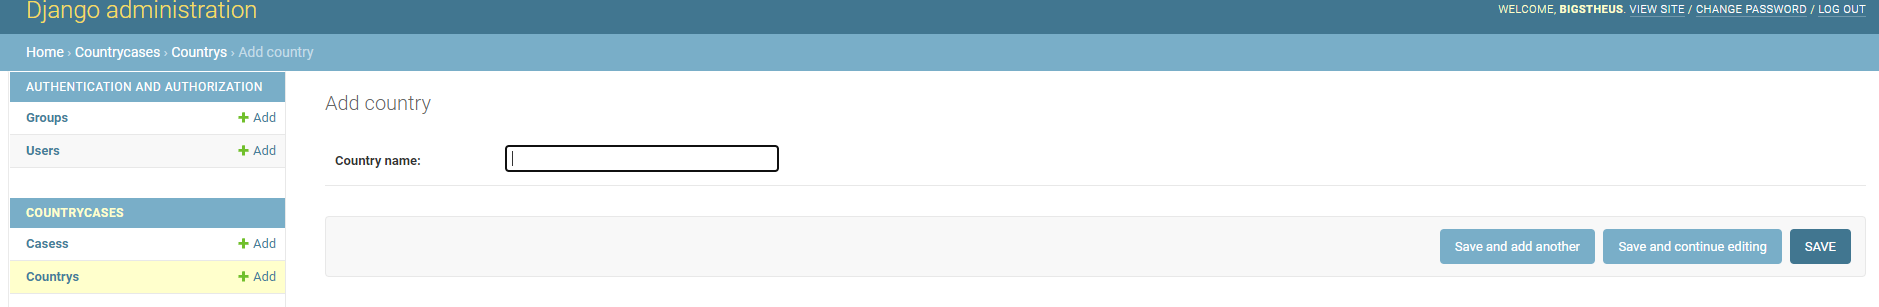 Django administration
WELCOME, BIGSTHEUS. VIEW SITE / CHANGE PASSWORD / LOG OUT
Home › Countrycases › Countrys › Add country
AUTHENTICATION AND AUTHORIZATION
Groups + Add
Users + Add
COUNTRYCASES
Casess + Add
Countrys + Add
Add country
Country name:
Save and add another Save and continue editing SAVE